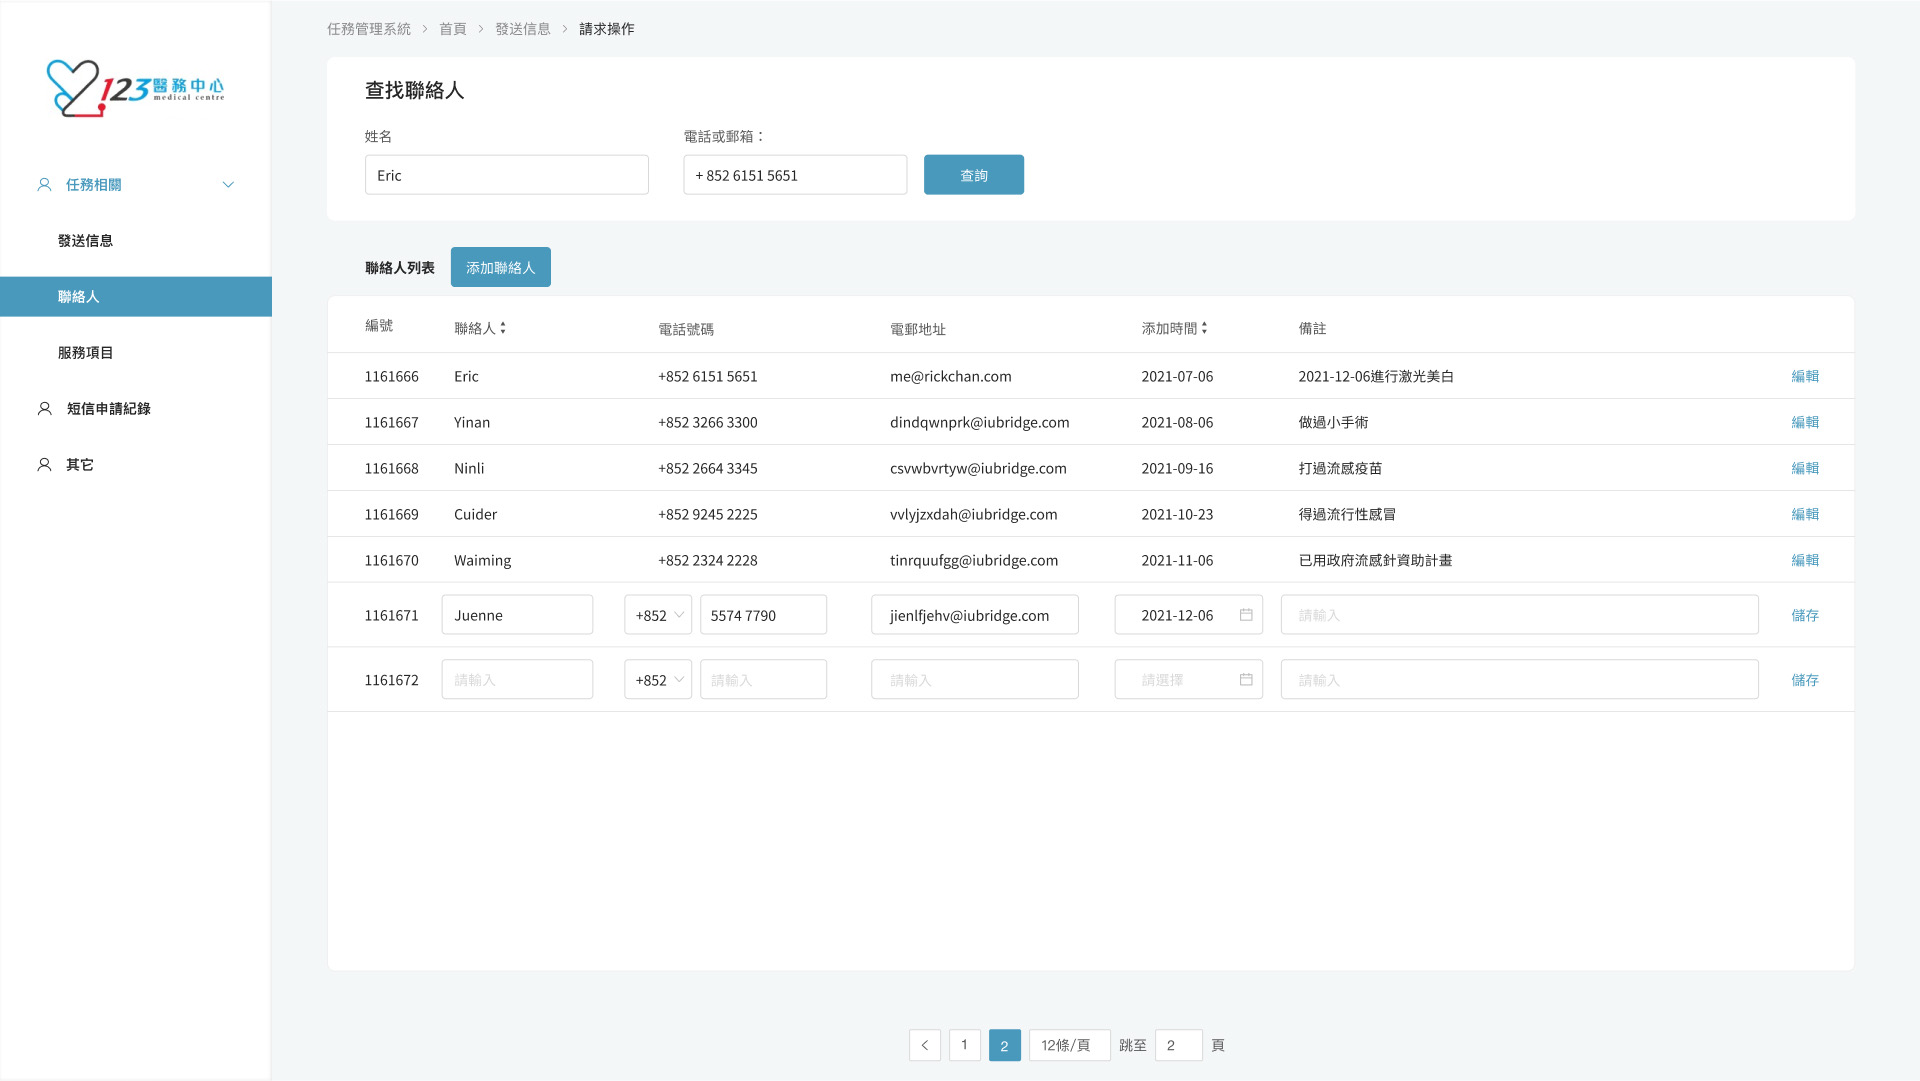 任務管理系統 > 首頁 > 發送信息 > 請求操作
123醫務中心
medical centre
任務相關
發送信息
聯絡人
服務項目
短信申請紀錄
其它
查找聯絡人
姓名 電話或郵箱：
Eric + 852 6151 5651 查詢
聯絡人列表 添加聯絡人
編號 聯絡人 電話號碼 電郵地址 添加時間 備註
1161666 Eric +852 6151 5651 me@rickchan.com 2021-07-06 2021-12-06進行激光美白 編輯
1161667 Yinan +852 3266 3300 dindqwnprk@iubridge.com 2021-08-06 做過小手術 編輯
1161668 Ninli +852 2664 3345 csvwbvrtyw@iubridge.com 2021-09-16 打過流感疫苗 編輯
1161669 Cuider +852 9245 2225 vvlyjzxdah@iubridge.com 2021-10-23 得過流行性感冒 編輯
1161670 Waiming +852 2324 2228 tinrquufgg@iubridge.com 2021-11-06 已用政府流感針資助計畫 編輯
1161671 Juenne +852 5574 7790 jienlfjehv@iubridge.com 2021-12-06 請輸入 儲存
1161672 請輸入 +852 請輸入 請輸入 請選擇 請輸入 儲存
< 1 2 12條/頁 跳至 2 頁